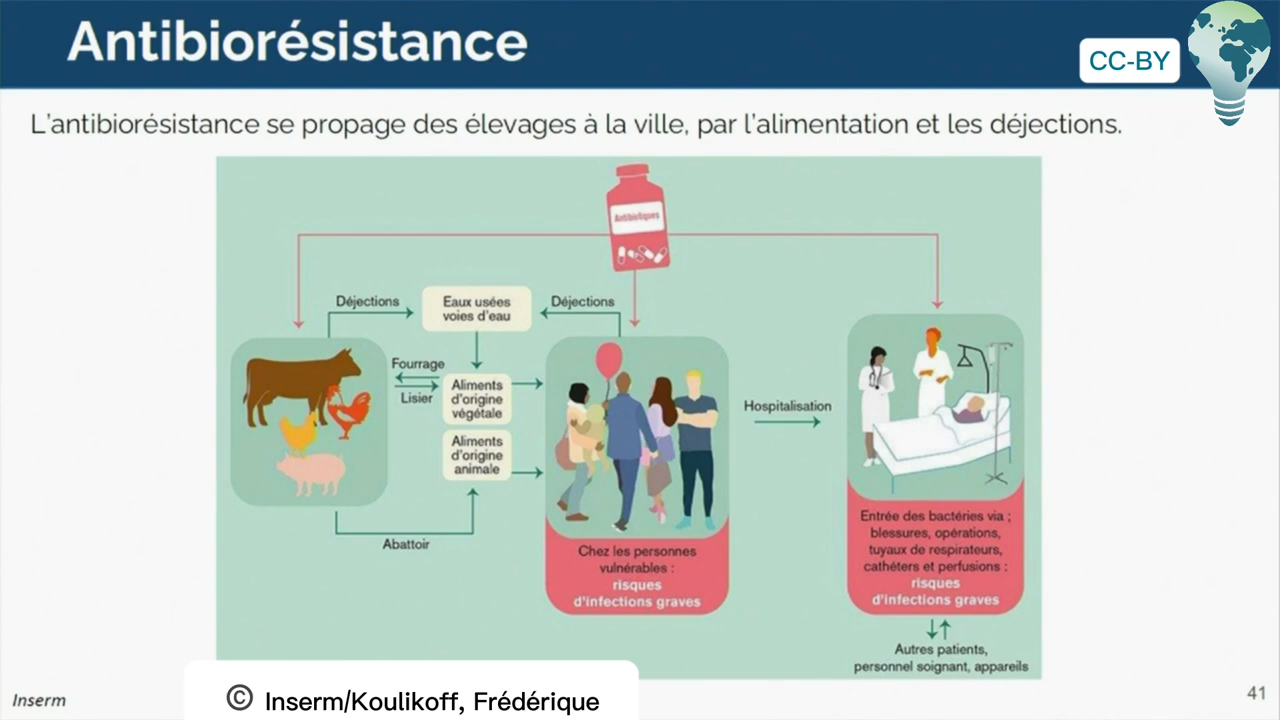 Antibiorésistance
CC-BY
L'antibiorésistance se propage des élevages à la ville, par l'alimentation et les déjections.
Antibiotiques
Déjections
Eaux usées
voies d'eau
Déjections
Fourrage
Lisier
Aliments
d'origine
végétale
Aliments
d'origine
animale
Abattoir
Chez les personnes
vulnérables :
risques
d'infections graves
Hospitalisation
Entrée des bactéries via ;
blessures, opérations,
tuyaux de respirateurs,
cathéters et perfusions :
risques
d'infections graves
Autres patients,
personnel soignant, appareils
Inserm
© Inserm/Koulikoff, Frédérique
41